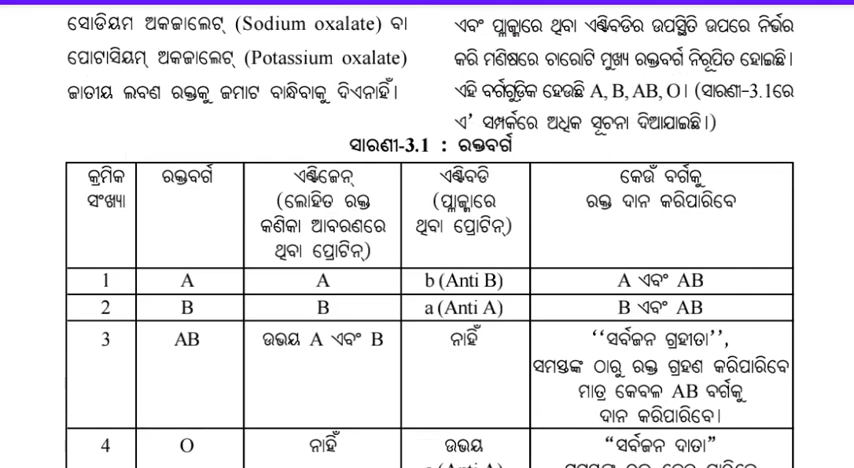 ସୋଡିୟମ ଅକଜାଲେଟ୍ (Sodium oxalate) ବା
ପୋଟାସିୟମ୍ ଅକଜାଲେଟ୍ (Potassium oxalate)
ଜାତୀୟ ଲବଣ ରକ୍ତକୁ ଜମାଟ ବାନ୍ଧିବାକୁ ଦିଏନାହିଁ।
ଏବଂ ପ୍ଲାଜ୍ମାରେ ଥିବା ଏଣ୍ଟିବଡିର ଉପସ୍ଥିତି ଉପରେ ନିର୍ଭର
କରି ମଣିଷରେ ଚାରୋଟି ମୁଖ୍ୟ ରକ୍ତବର୍ଗ ନିରୂପିତ ହୋଇଛି।
ଏହି ବର୍ଗଗୁଡ଼ିକ ହେଉଛି A, B, AB, O। (ସାରଣୀ-3.1ରେ
ଏ' ସମ୍ପର୍କରେ ଅଧିକ ସୂଚନା ଦିଆଯାଇଛି।)
ସାରଣୀ-3.1 : ରକ୍ତବର୍ଗ
କ୍ରମିକ ରକ୍ତବର୍ଗ ଏଣ୍ଟିଜେନ୍ ଏଣ୍ଟିବଡି କେଉଁ ବର୍ଗକୁ
ସଂଖ୍ୟା (ଲୋହିତ ରକ୍ତ (ପ୍ଲାଜ୍ମାରେ ରକ୍ତ ଦାନ କରିପାରିବେ
କଣିକା ଆବରଣରେ ଥିବା ପ୍ରୋଟିନ୍)
ଥିବା ପ୍ରୋଟିନ୍)
1 A A b (Anti B) A ଏବଂ AB
2 B B a (Anti A) B ଏବଂ AB
3 AB ଉଭୟ A ଏବଂ B ନାହିଁ ‘‘ସର୍ବଜନ ଗ୍ରହୀତା’’,
ସମସ୍ତଙ୍କ ଠାରୁ ରକ୍ତ ଗ୍ରହଣ କରିପାରିବେ
ମାତ୍ର କେବଳ AB ବର୍ଗକୁ
ଦାନ କରିପାରିବେ।
4 O ନାହିଁ ଉଭୟ “ସର୍ବଜନ ଦାତା”